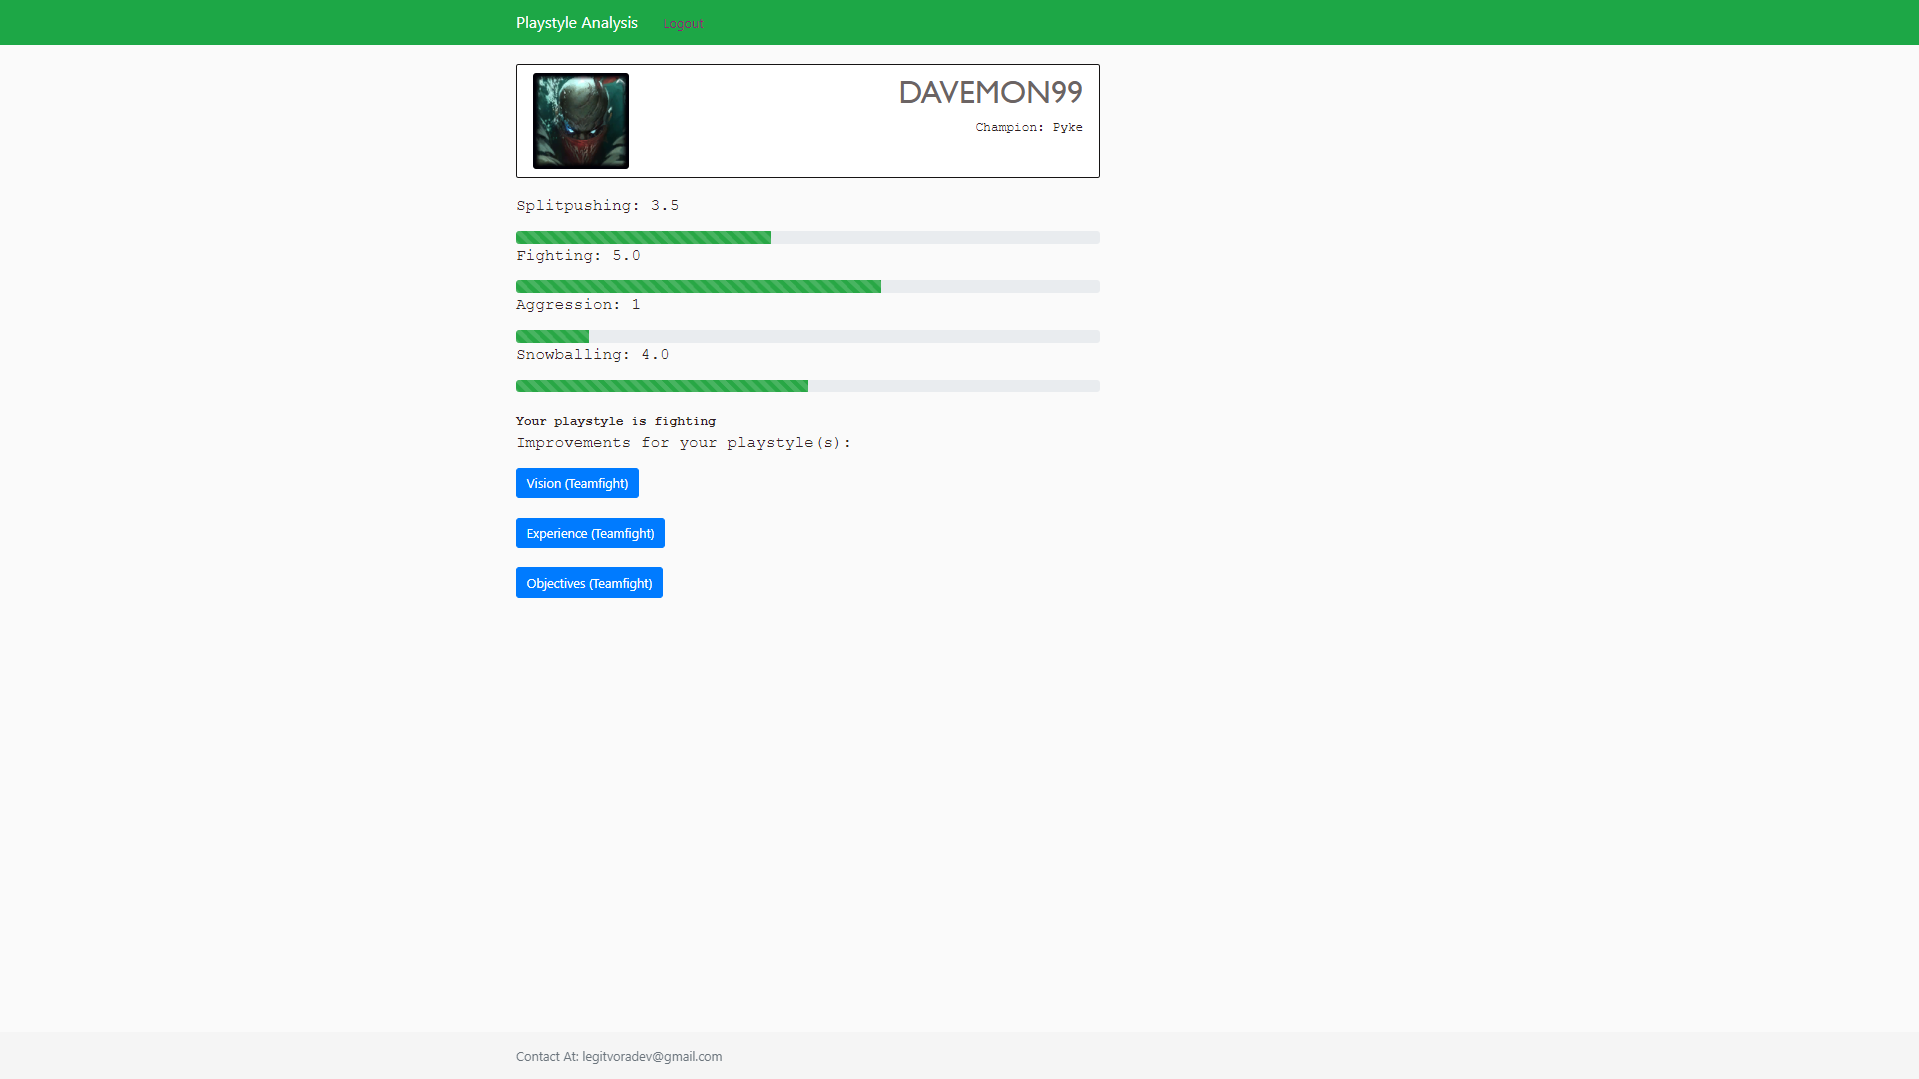 Playstyle Analysis Logout
DAVEMON99
Champion: Pyke
Splitpushing: 3.5
Fighting: 5.0
Aggression: 1
Snowballing: 4.0
Your playstyle is fighting
Improvements for your playstyle(s):
Vision (Teamfight)
Experience (Teamfight)
Objectives (Teamfight)
Contact At: legitvoradev@gmail.com